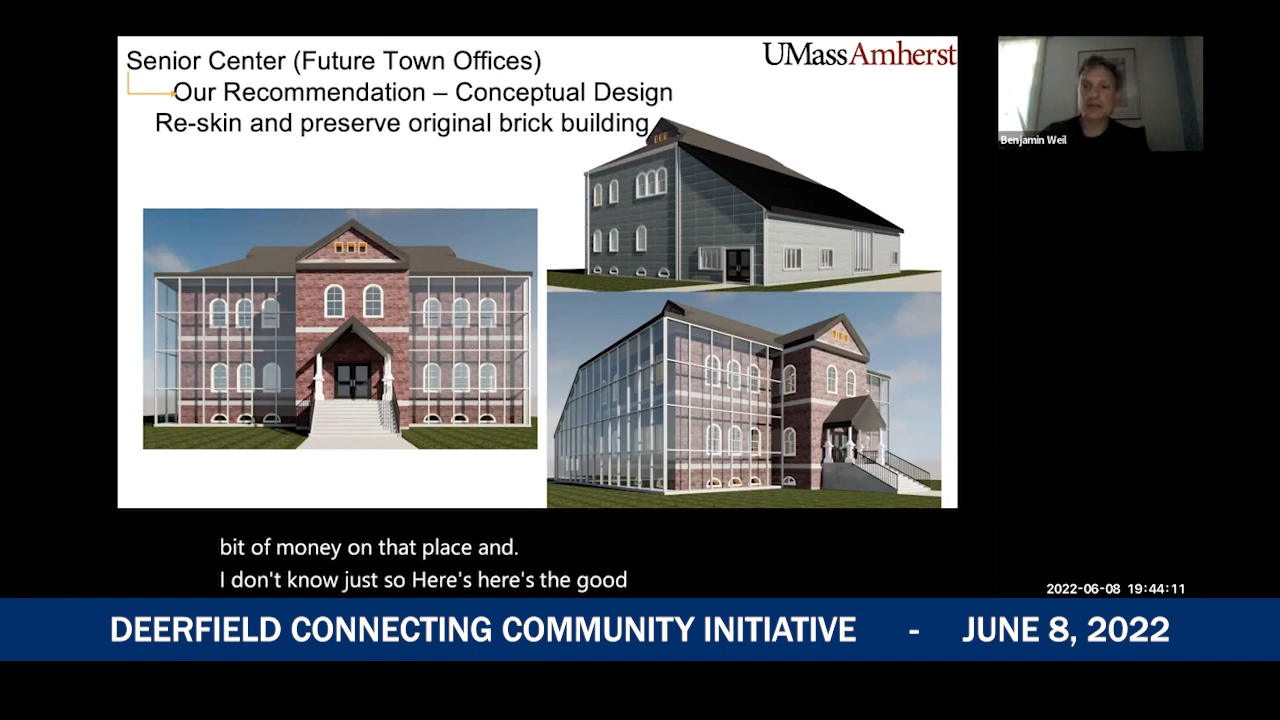 Senior Center (Future Town Offices)
Our Recommendation – Conceptual Design
Re-skin and preserve original brick building
UMassAmherst
Benjamin Weil
bit of money on that place and.
I don't know just so Here's here's the good
2022-06-08 19:44:11
DEERFIELD CONNECTING COMMUNITY INITIATIVE - JUNE 8, 2022